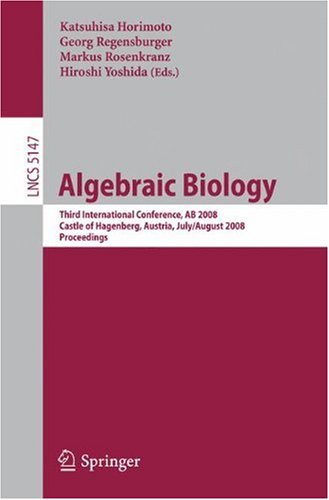 Katsuhisa Horimoto
Georg Regensburger
Markus Rosenkranz
Hiroshi Yoshida (Eds.)
LNCS 5147
Algebraic Biology
Third International Conference, AB 2008
Castle of Hagenberg, Austria, July/August 2008
Proceedings
Springer